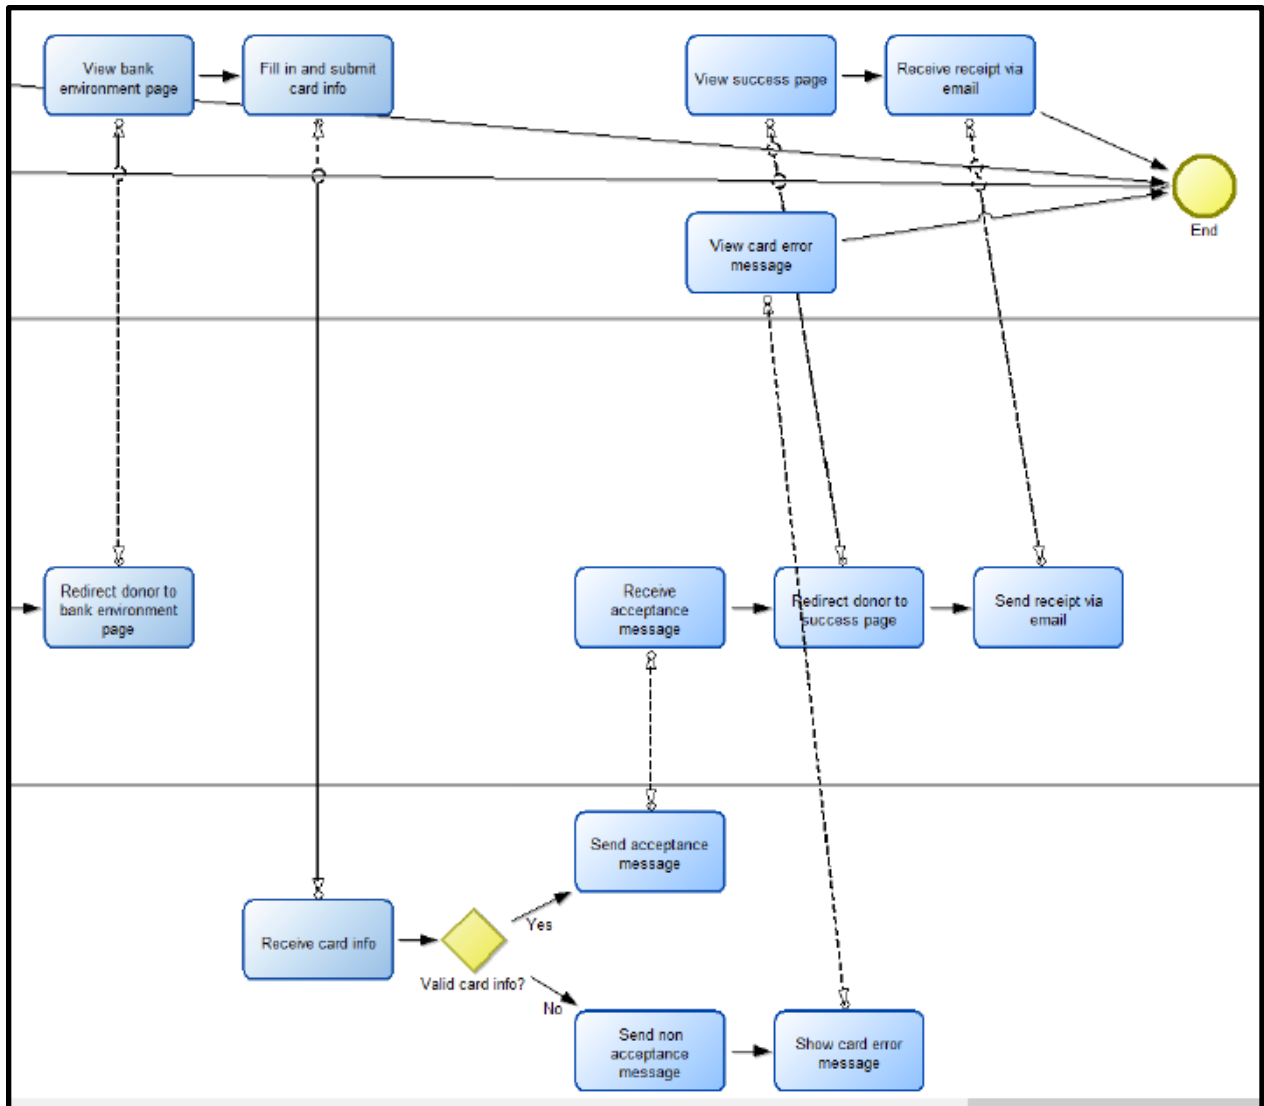 View bank
environment page
Fill in and submit
card info
View success page
Receive receipt via
email
End
View card error
message
Redirect donor to
bank environment
page
Receive
acceptance
message
Redirect donor to
success page
Send receipt via
email
Send acceptance
message
Receive card info
Yes
Valid card info?
No
Send non
acceptance
message
Show card error
message